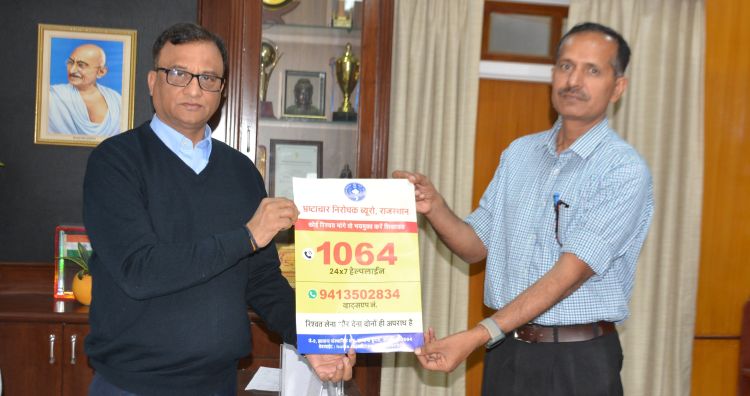 भ्रष्टाचार निरोधक ब्यूरो, राजस्थान
कोई रिश्वत मांगे तो भयमुक्त करें शिकायत
1064
24x7 हेल्पलाईन
9413502834
व्हाट्सएप नं.
रिश्वत लेना और देना दोनों ही अपराध है